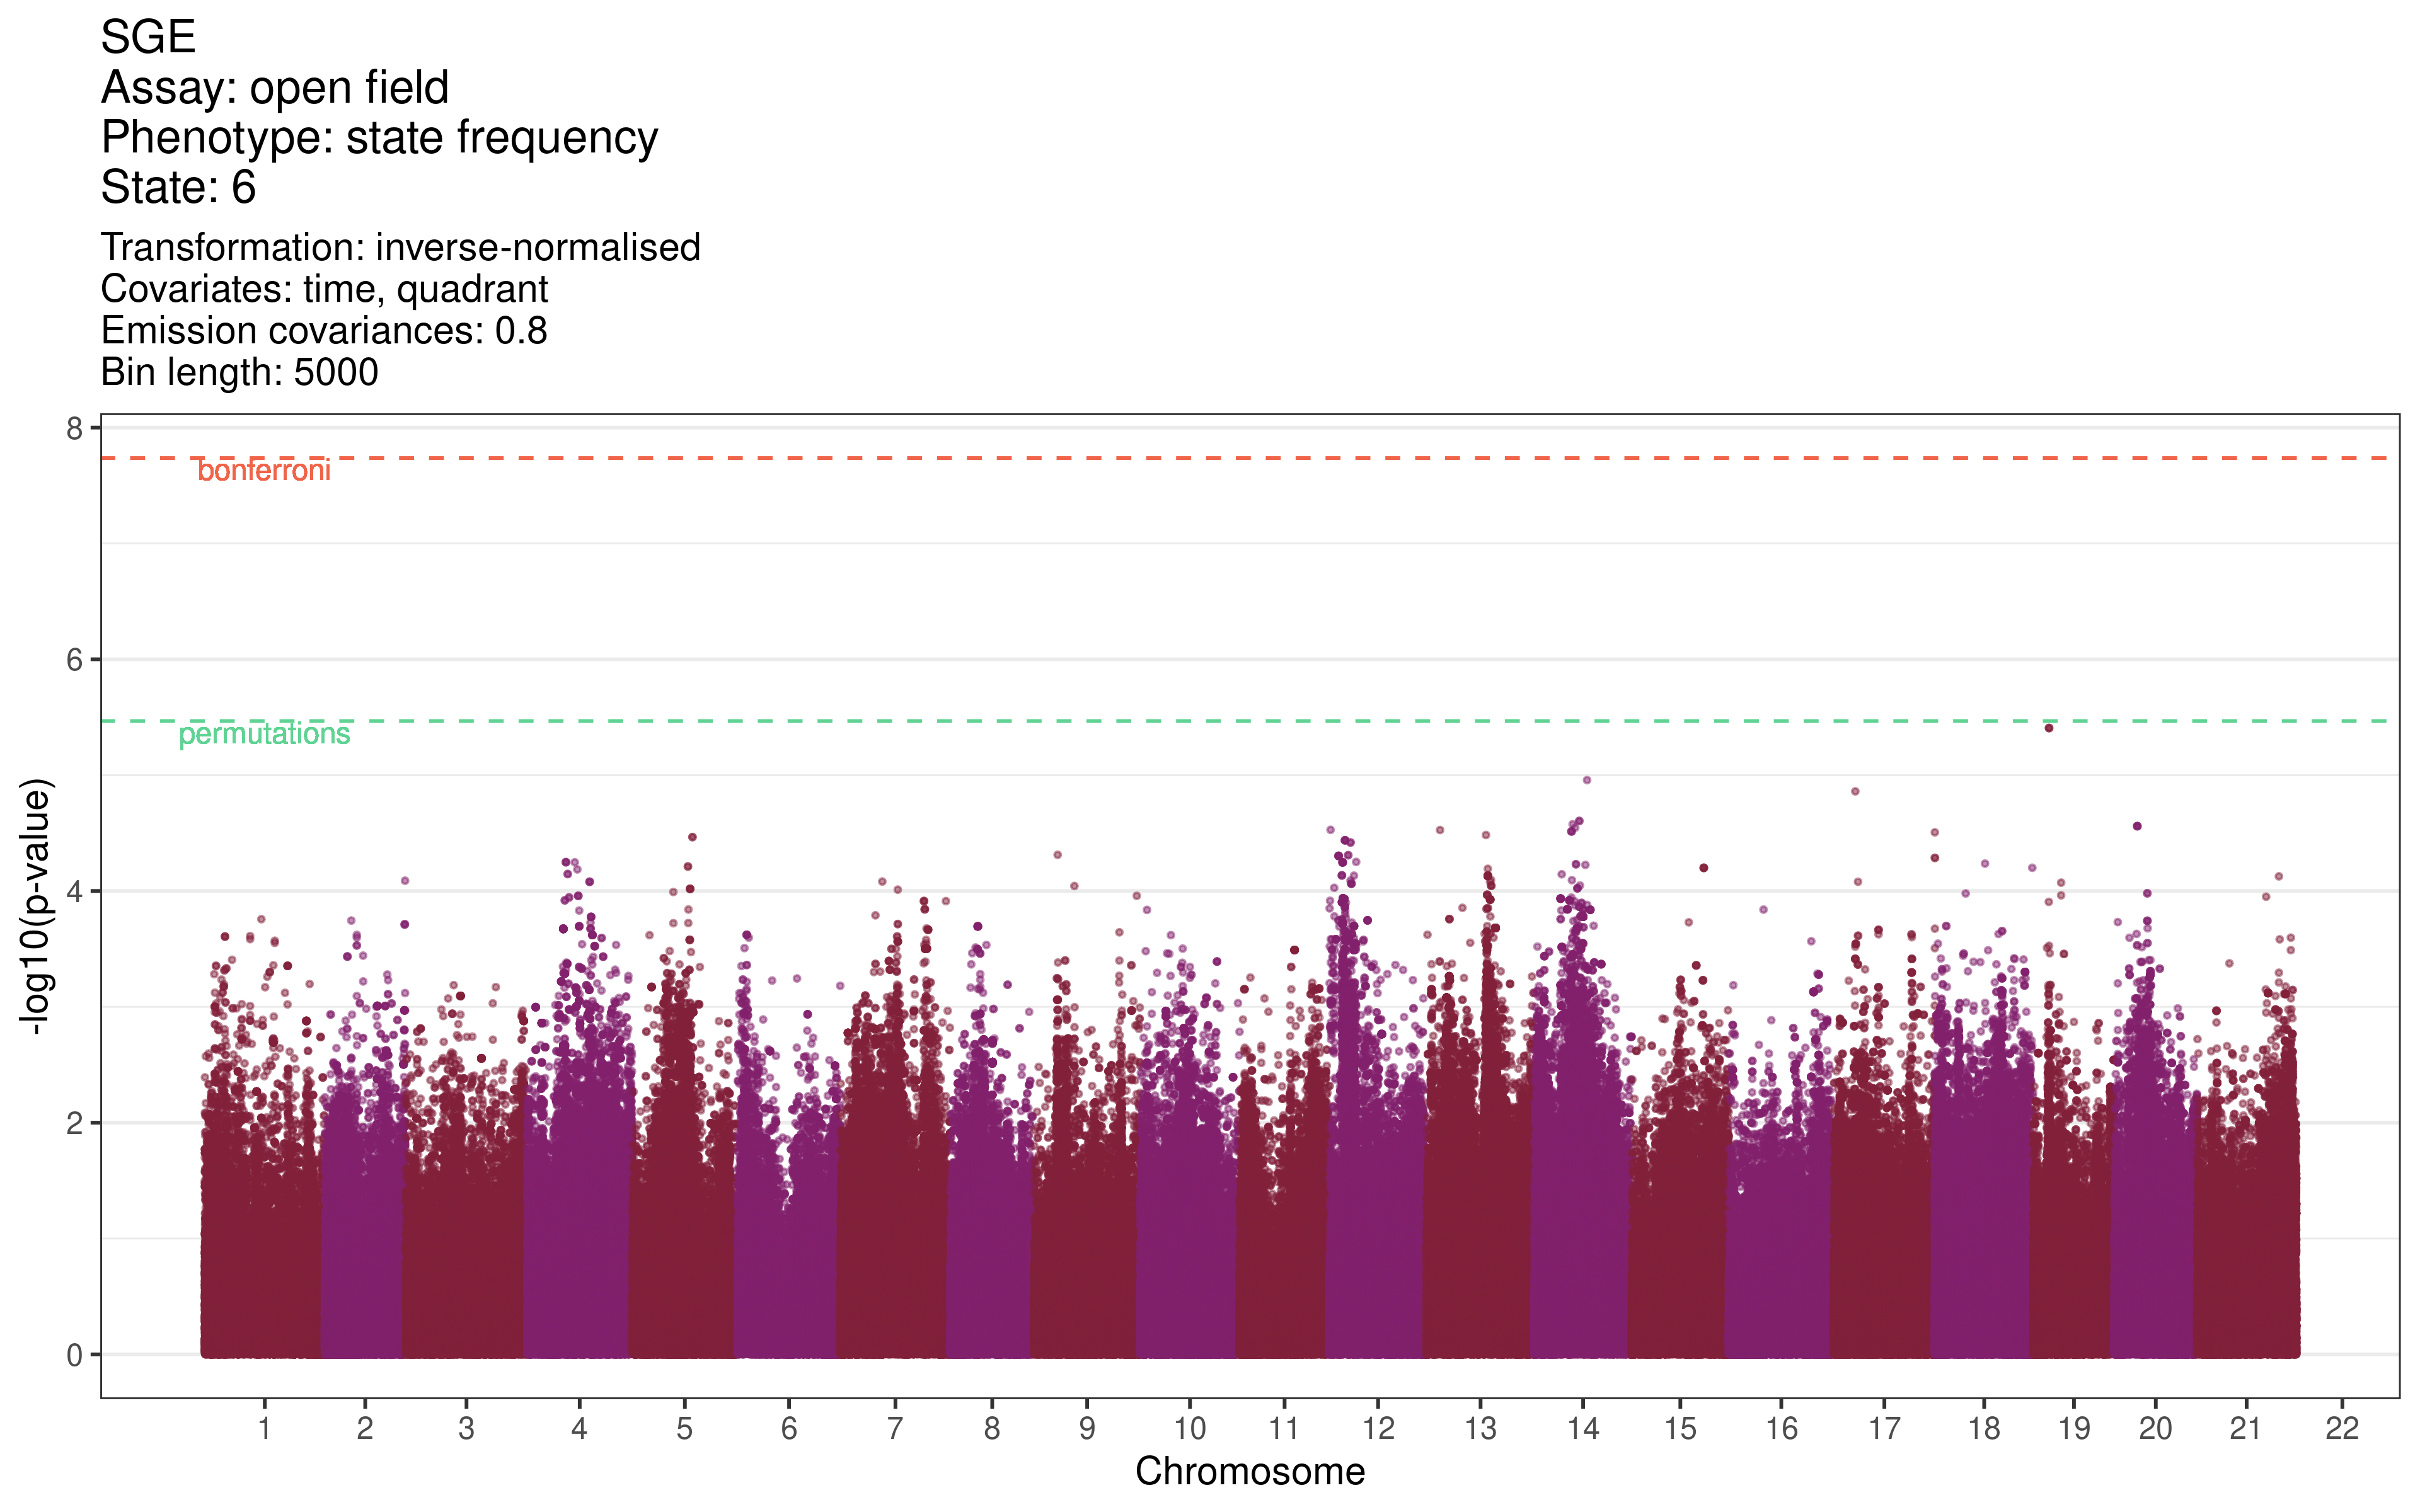 SGE
Assay: open field
Phenotype: state frequency
State: 6
Transformation: inverse-normalised
Covariates: time, quadrant
Emission covariances: 0.8
Bin length: 5000
8
bonferroni
6
permutations
4
2
0
-log10(p-value)
1 2 3 4 5 6 7 8 9 10 11 12 13 14 15 16 17 18 19 20 21 22
Chromosome